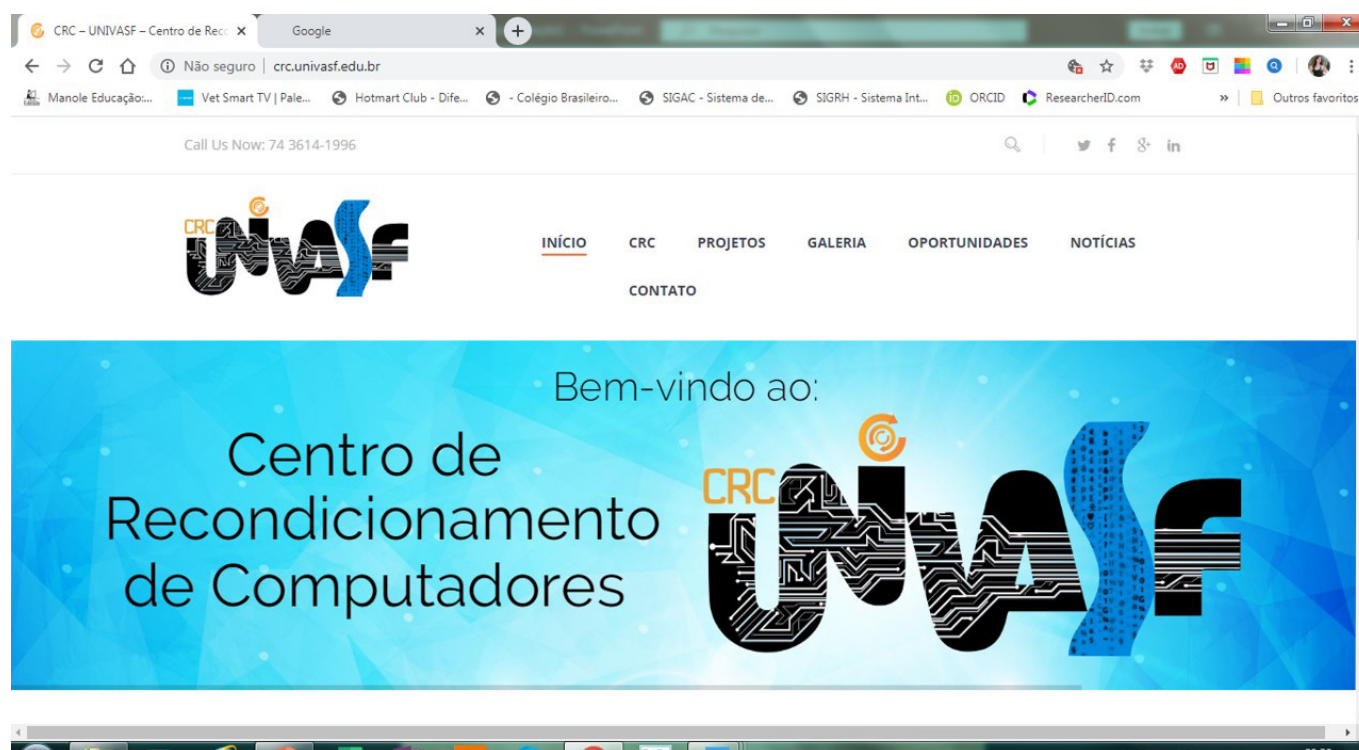 CRC – UNIVASF – Centro de Rec
Google
Não seguro | crc.univasf.edu.br
Manole Educação:...
Vet Smart TV | Pale...
Hotmart Club - Dife...
- Colégio Brasileiro...
SIGAC - Sistema de...
SIGRH - Sistema Int...
ORCID
ResearcherID.com
»
Outros favoritos
Call Us Now: 74 3614-1996
CRC
UNIVASF
INÍCIO CRC PROJETOS GALERIA OPORTUNIDADES NOTÍCIAS
CONTATO
Bem-vindo ao:
Centro de
Recondicionamento
de Computadores
CRC
UNIVASF